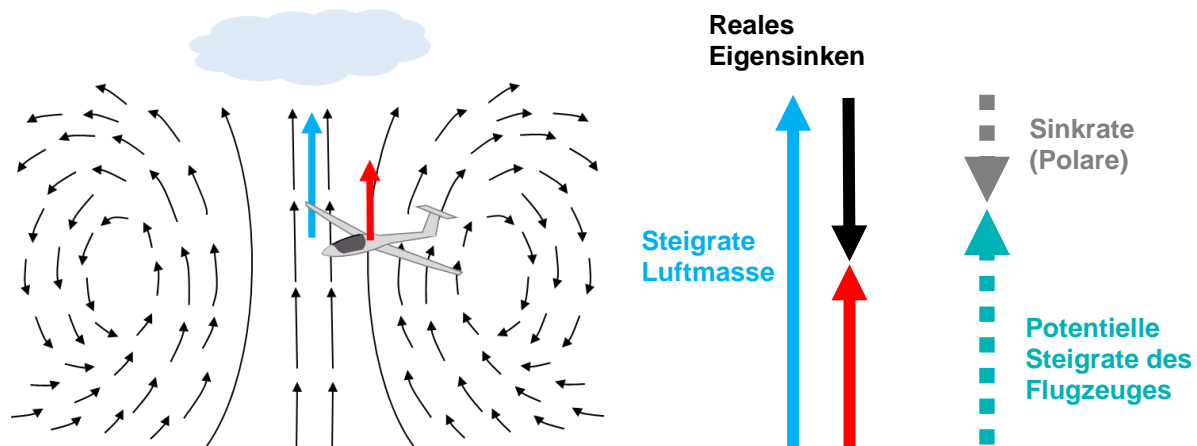 Reales
Eigensinken
Sinkrate
(Polare)
Steigrate
Luftmasse
Potentielle
Steigrate des
Flugzeuges